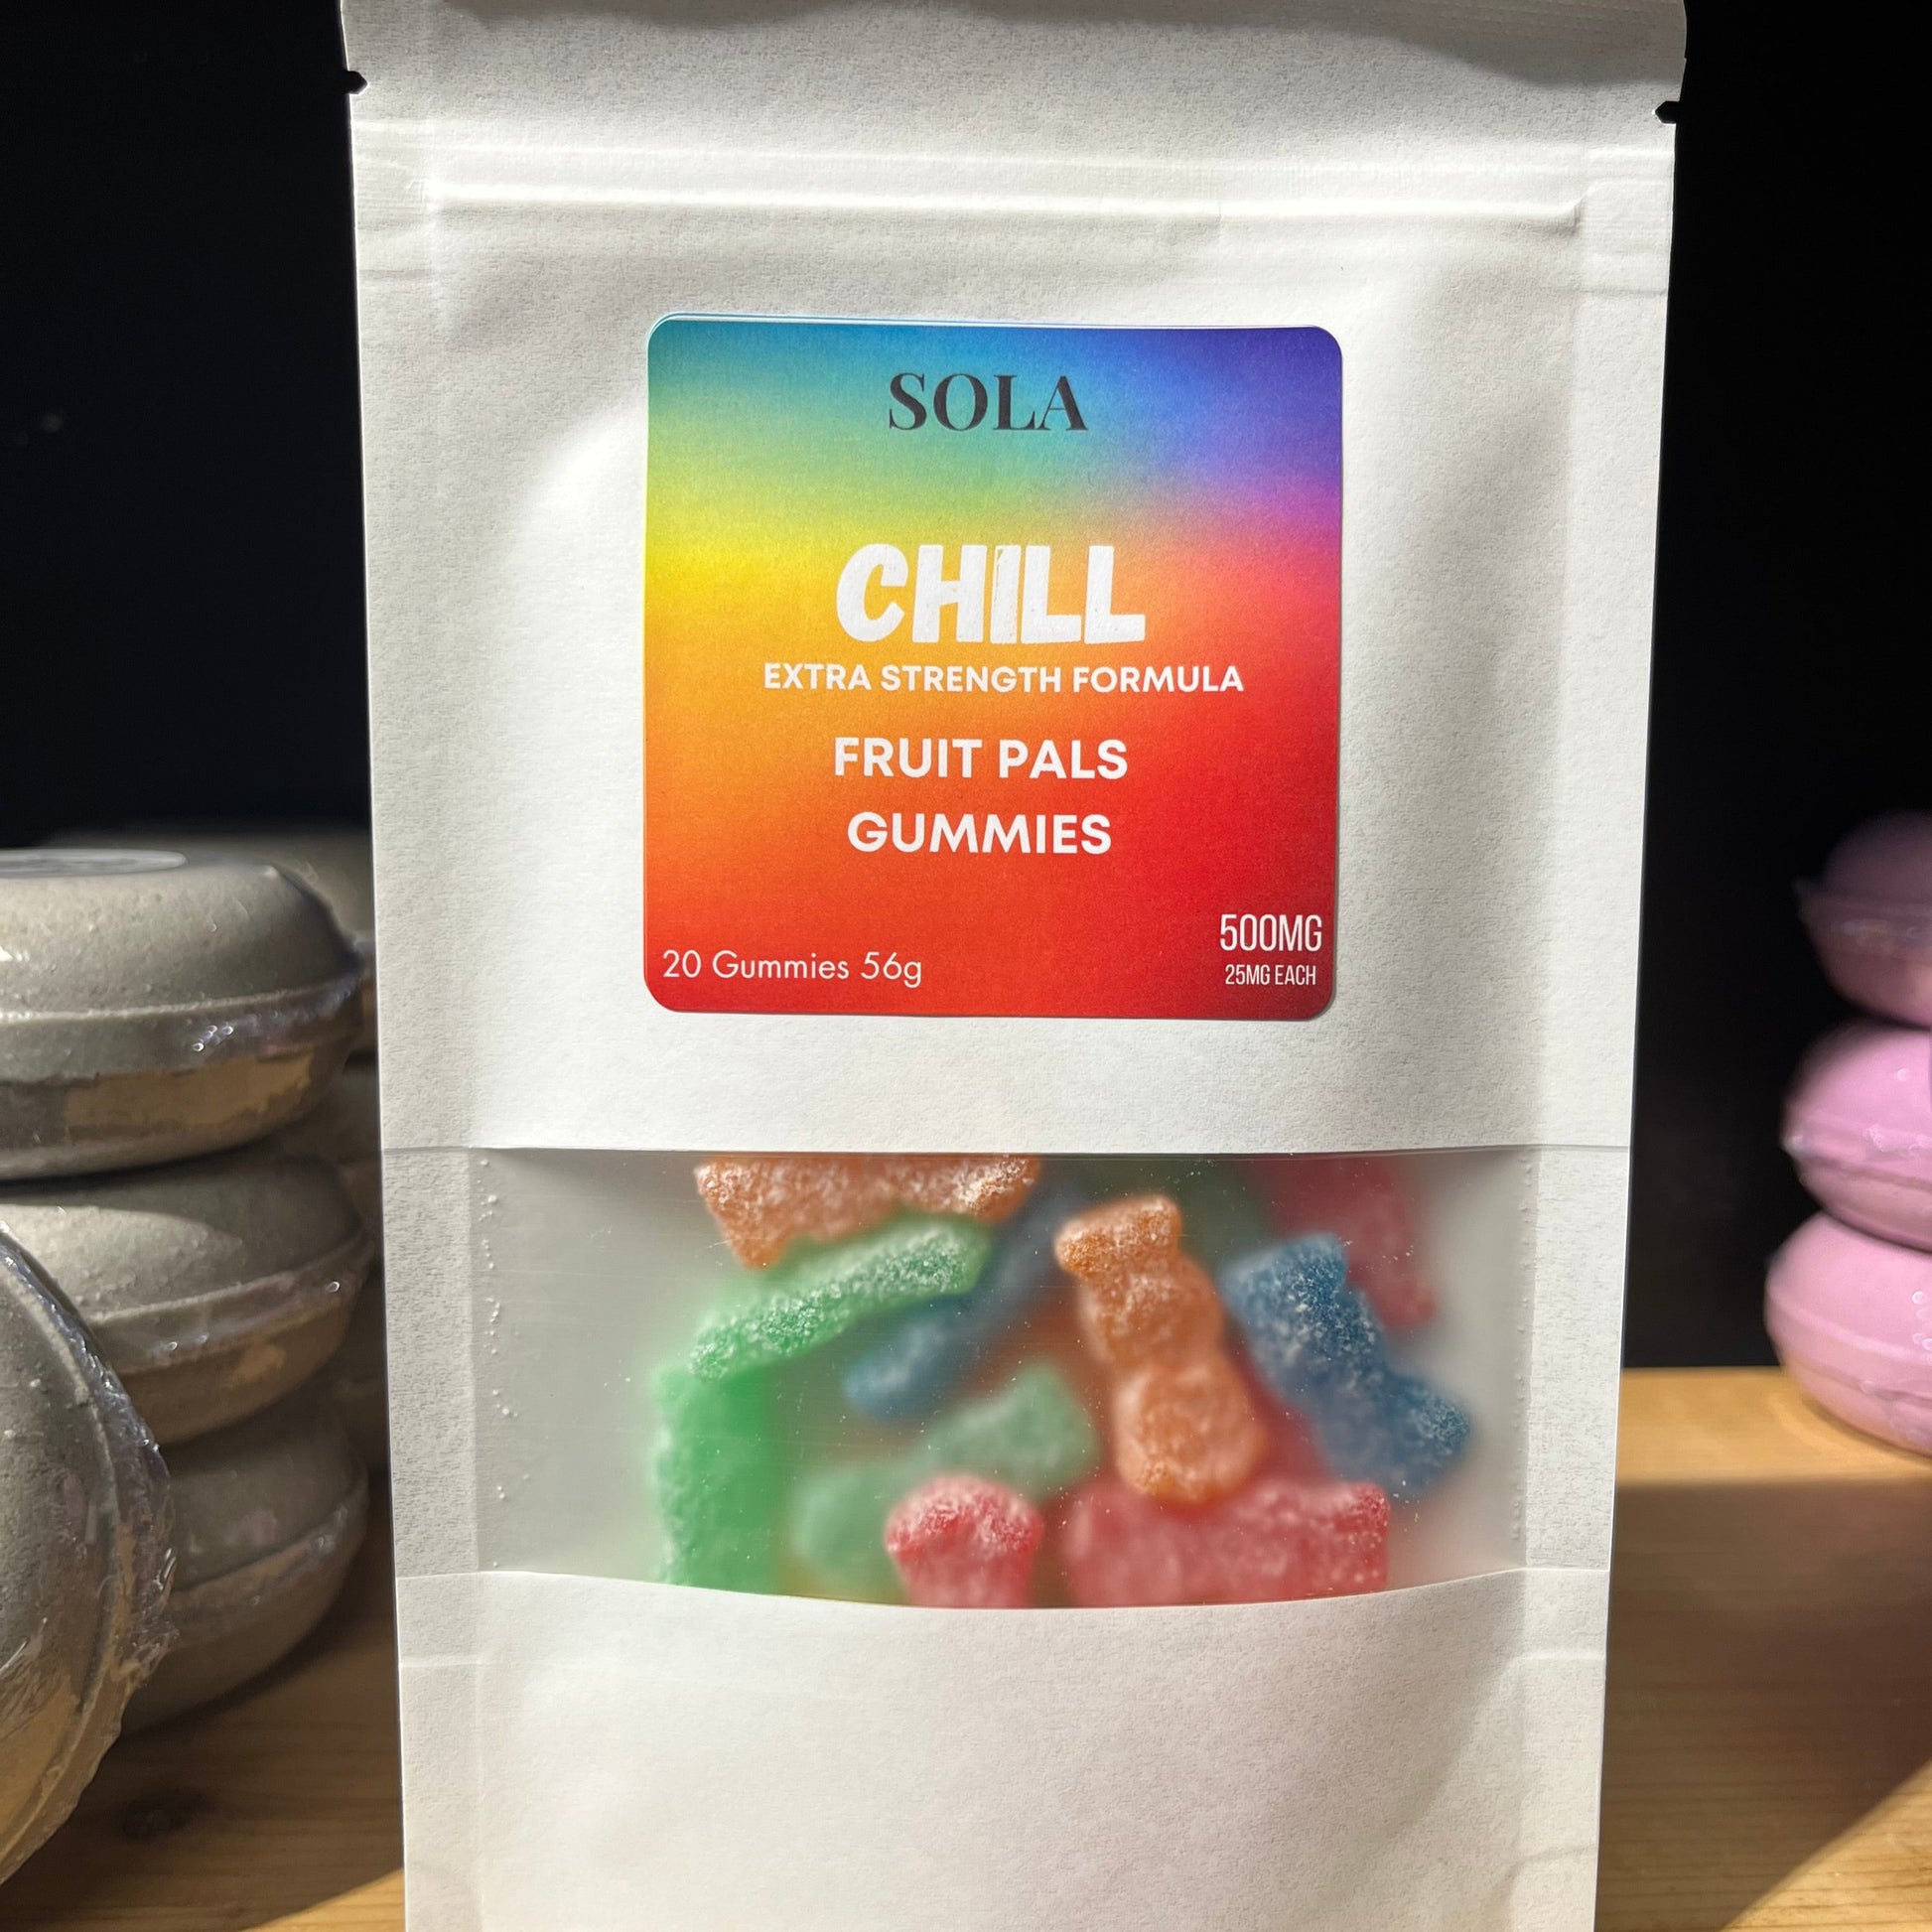 SOLA
CHILL
EXTRA STRENGTH FORMULA
FRUIT PALS
GUMMIES
500MG
20 Gummies 56g
25MG EACH